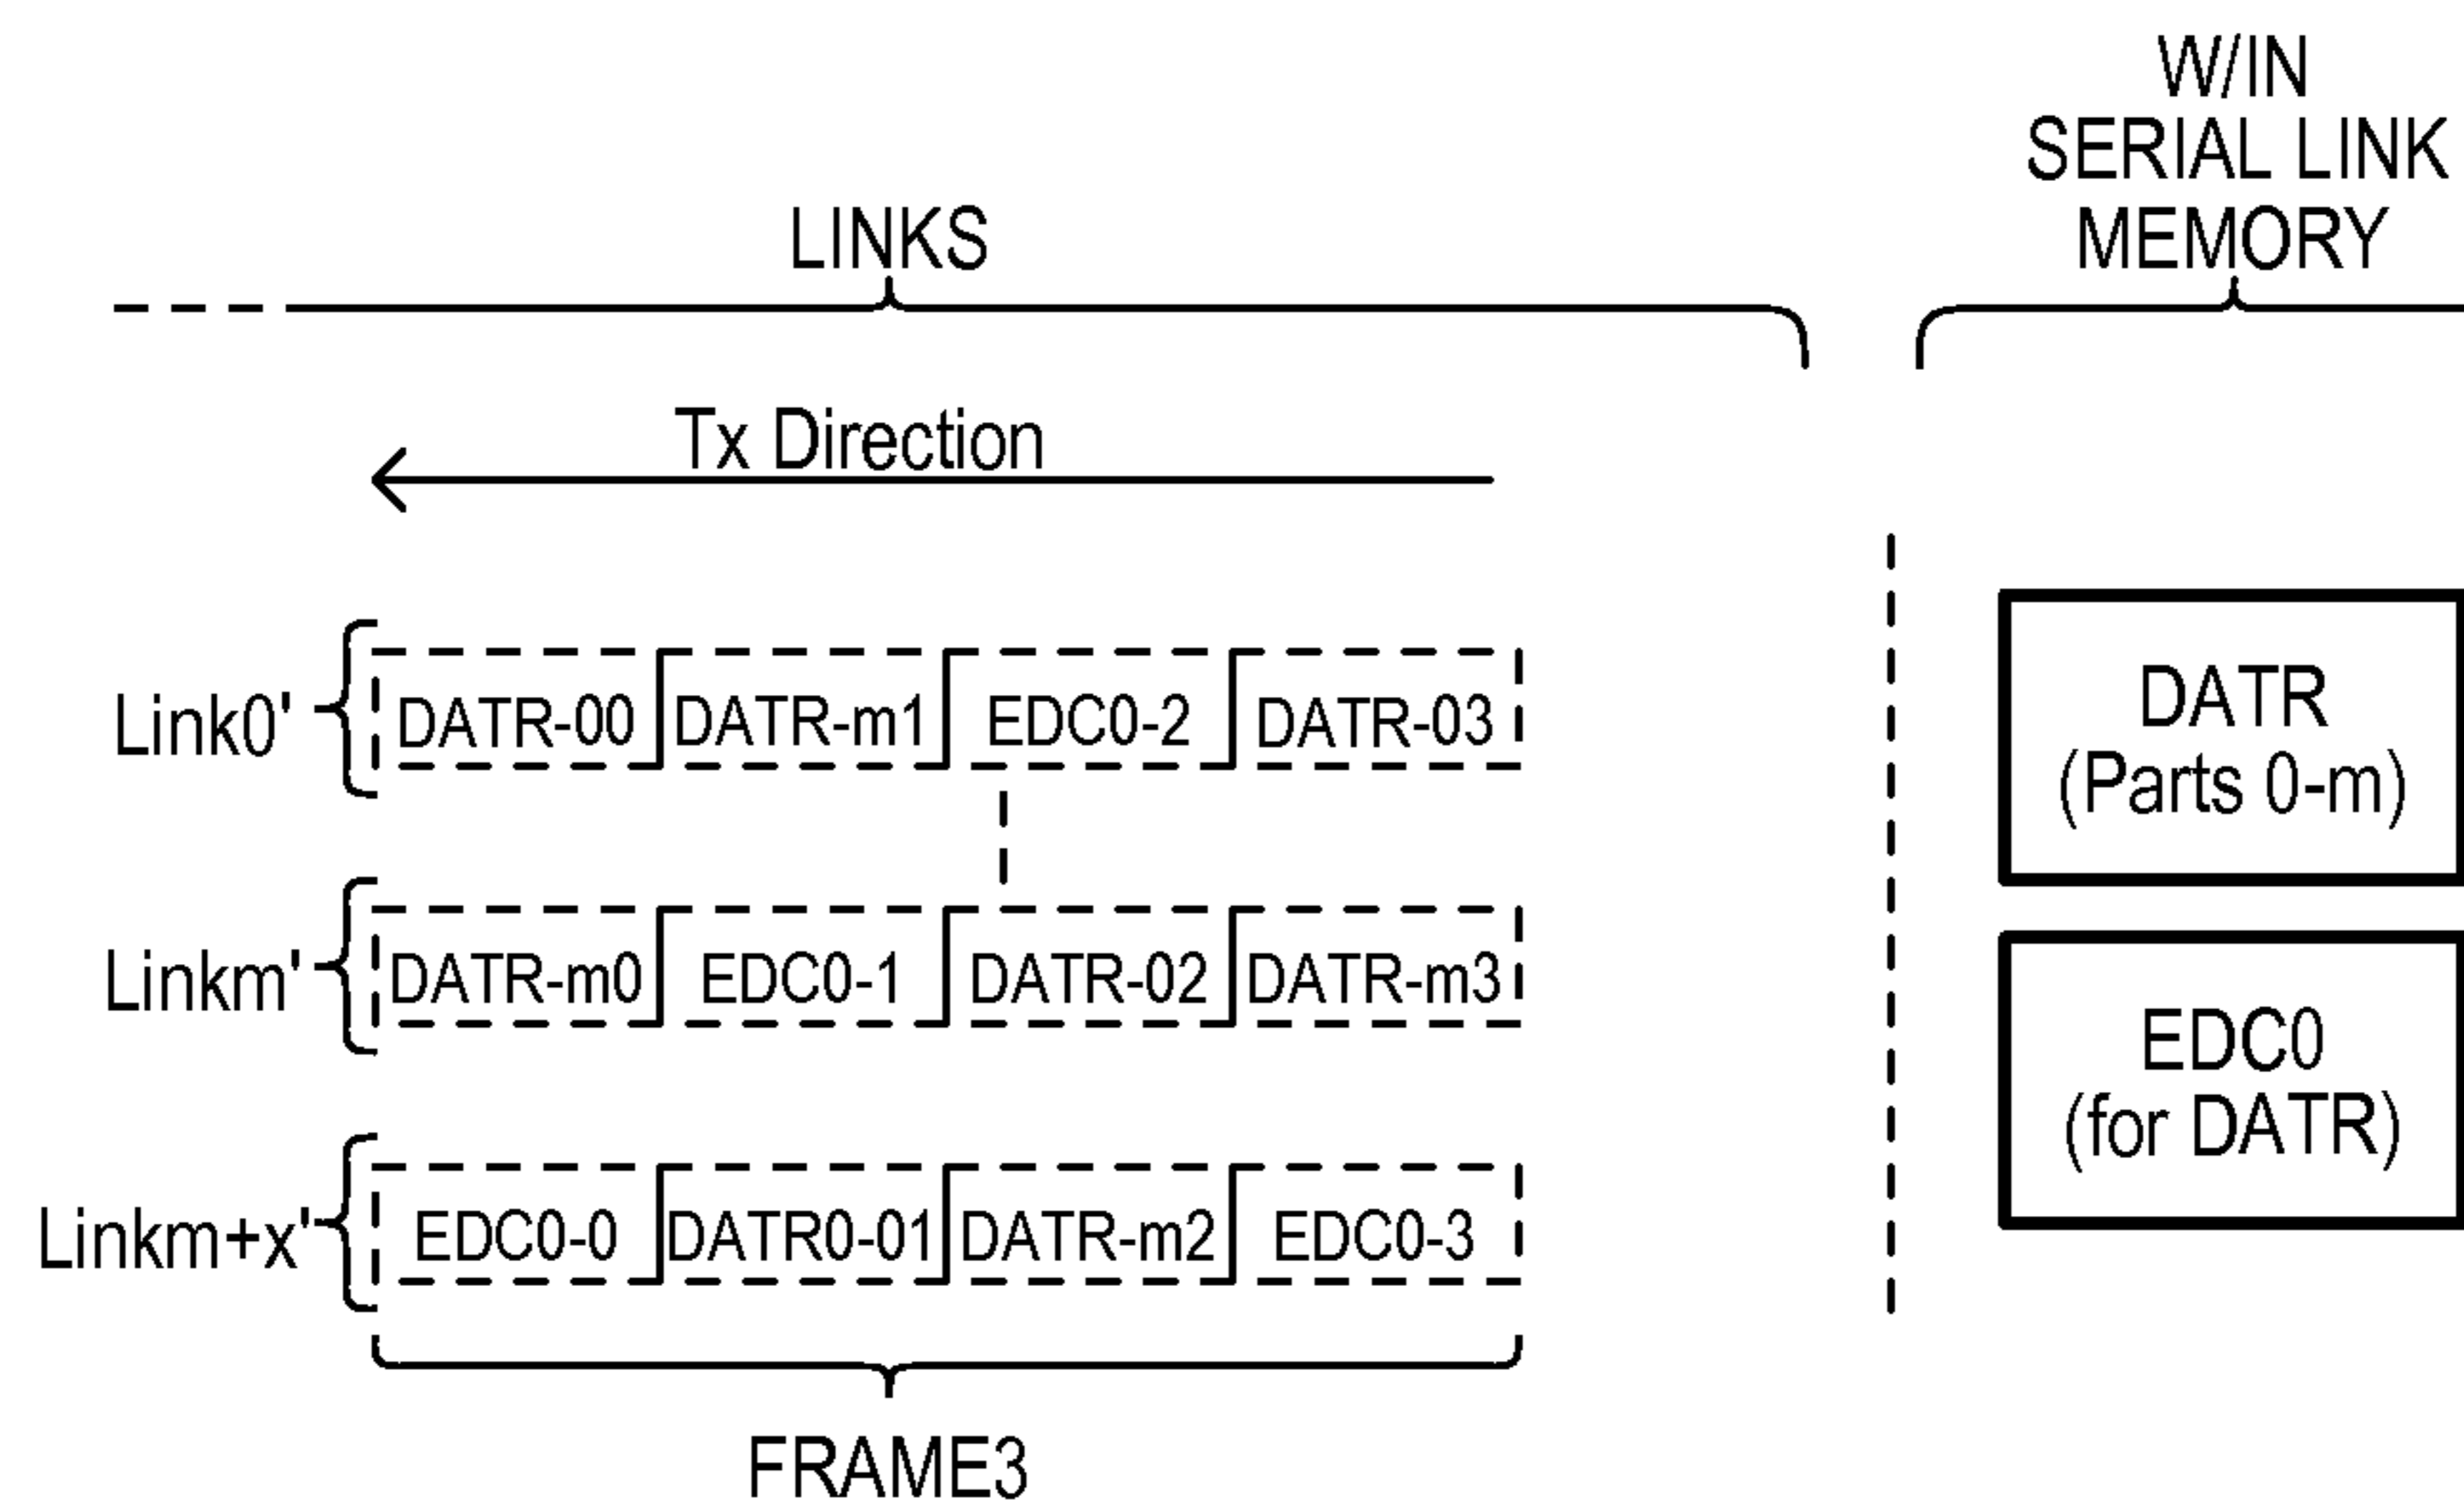 LINKS
W/IN
SERIAL LINK
MEMORY
Tx Direction
Link0' DATR-00 DATR-m1 EDC0-2 DATR-03
Linkm' DATR-m0 EDC0-1 DATR-02 DATR-m3
Linkm+x' EDC0-0 DATR0-01 DATR-m2 EDC0-3
FRAME3
DATR
(Parts 0-m)
EDC0
(for DATR)